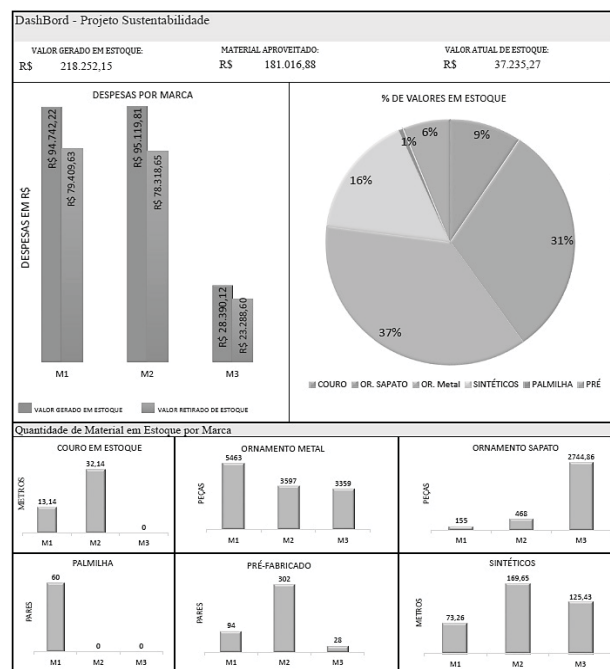 DashBord - Projeto Sustentabilidade
VALOR GERADO EM ESTOQUE:
R$ 218.252,15
MATERIAL APROVEITADO:
R$ 181.016,88
VALOR ATUAL DE ESTOQUE:
R$ 37.235,27
DESPESAS POR MARCA
DESPESAS EM R$
R$ 94.742,22
R$ 79.409,63
R$ 95.119,81
R$ 78.318,65
R$ 28.390,12
R$ 23.288,60
M1 M2 M3
VALOR GERADO EM ESTOQUE VALOR RETIRADO DE ESTOQUE
% DE VALORES EM ESTOQUE
9%
31%
37%
16%
1%
6%
COURO OR. SAPATO OR. Metal SINTÉTICOS PALMILHA PRÉ
Quantidade de Material em Estoque por Marca
COURO EM ESTOQUE
METROS
13,14 32,14 0
M1 M2 M3
ORNAMENTO METAL
PEÇAS
5463 3597 3359
M1 M2 M3
ORNAMENTO SAPATO
PEÇAS
155 468 2744,86
M1 M2 M3
PALMILHA
PARES
60 0 0
M1 M2 M3
PRÉ-FABRICADO
PARES
94 302 28
M1 M2 M3
SINTÉTICOS
METROS
73,26 169,65 125,43
M1 M2 M3